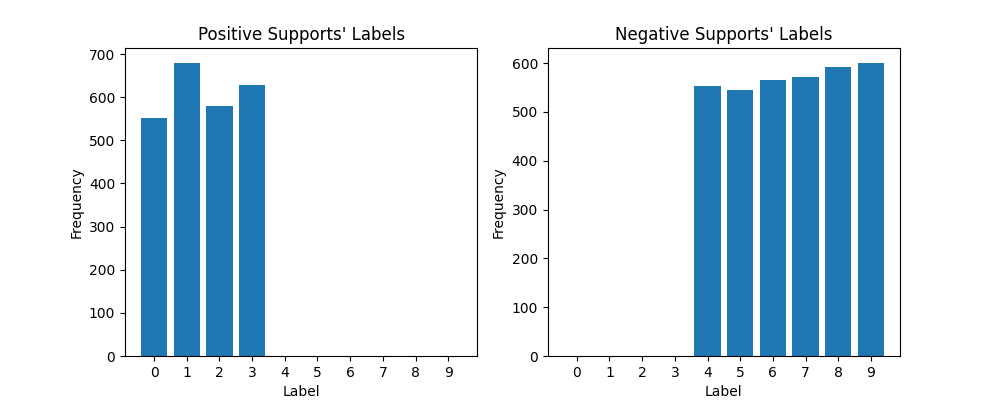 Positive Supports' Labels
700
600
500
400
300
200
100
0
Frequency
0 1 2 3 4 5 6 7 8 9
Label
Negative Supports' Labels
600
500
400
300
200
100
0
Frequency
0 1 2 3 4 5 6 7 8 9
Label